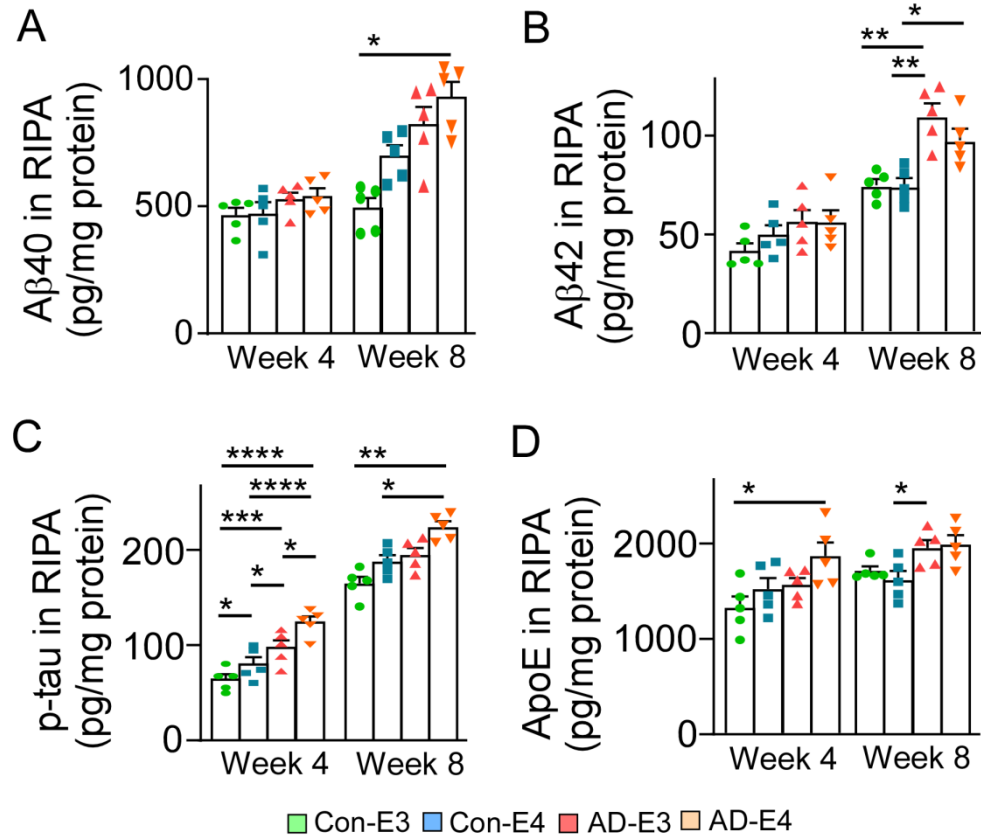 A
Aβ40 in RIPA
(pg/mg protein)
1000
500
0
*
Week 4
Week 8
B
Aβ42 in RIPA
(pg/mg protein)
100
50
0
*
**
**
Week 4
Week 8
C
p-tau in RIPA
(pg/mg protein)
200
100
0
****
****
***
*
*
*
**
*
Week 4
Week 8
D
ApoE in RIPA
(pg/mg protein)
2000
1000
0
*
*
Week 4
Week 8
Con-E3 Con-E4 AD-E3 AD-E4